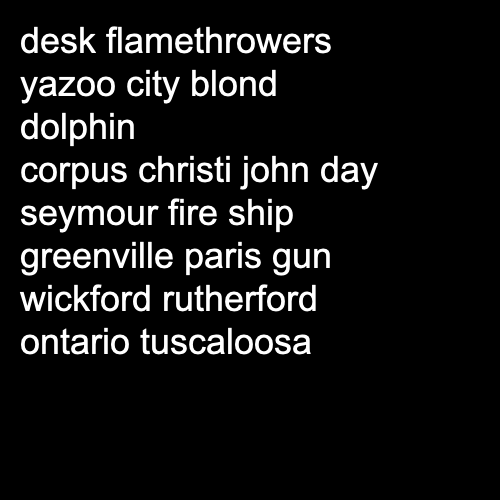 desk flamethrowers
yazoo city blond
dolphin
corpus christi john day
seymour fire ship
greenville paris gun
wickford rutherford
ontario tuscaloosa